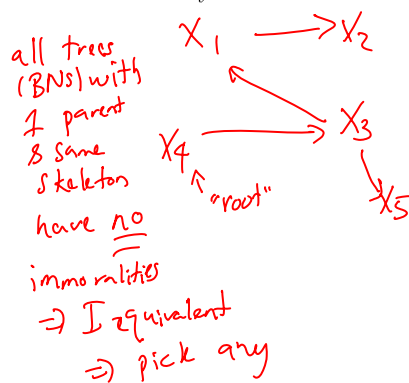 all trees
(BNs) with
1 parent
& same
skeleton
have no
immoralities
⇒ I equivalent
⇒ pick any
X1 → X2
X3
X4
"root"
X5